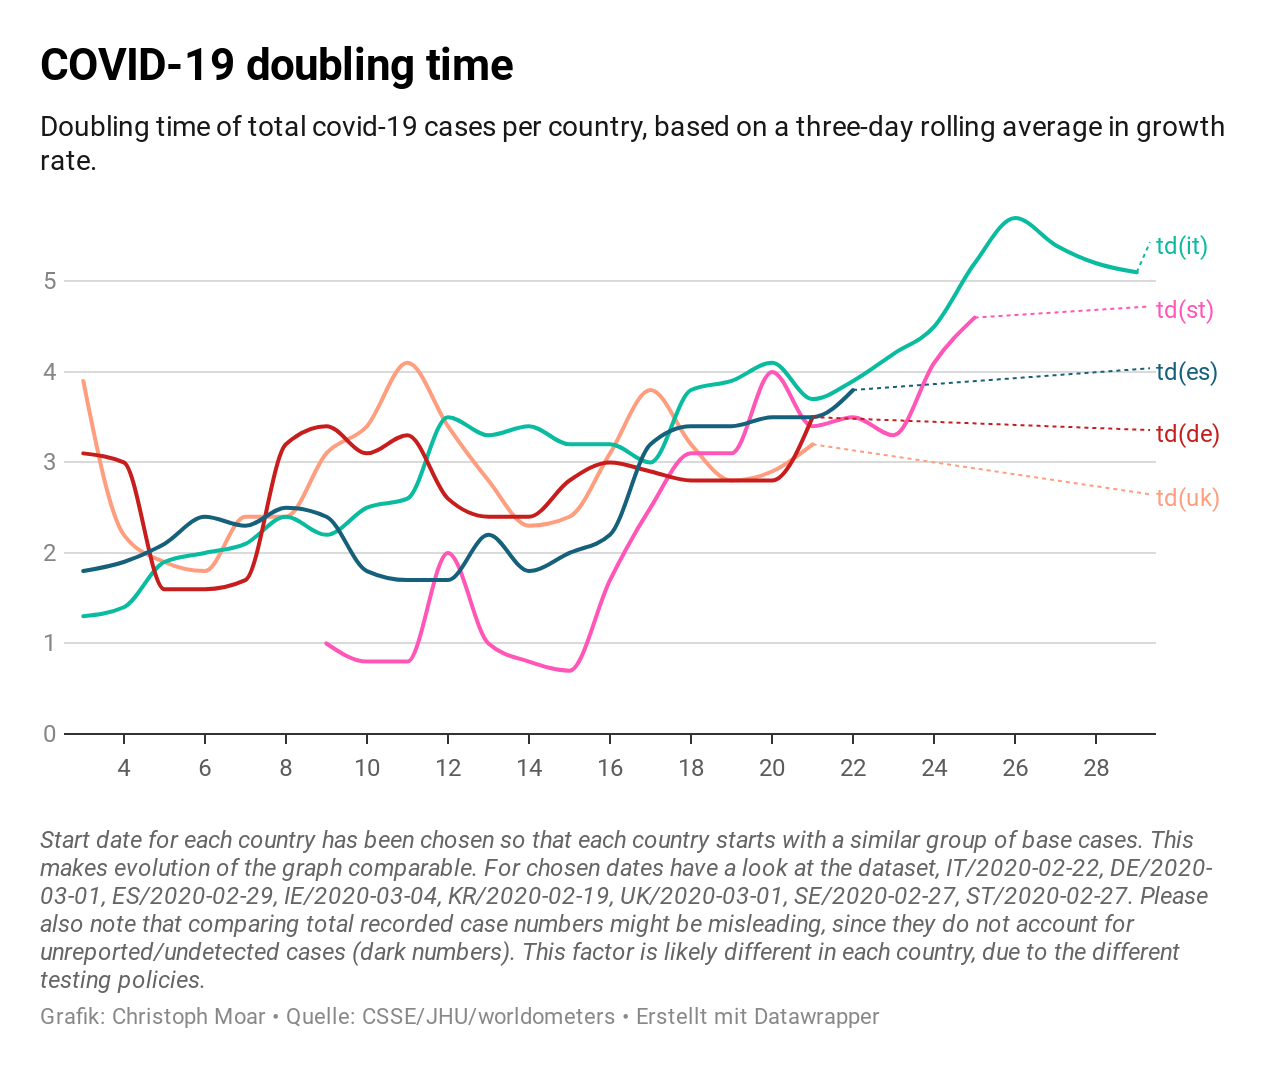 COVID-19 doubling time
Doubling time of total covid-19 cases per country, based on a three-day rolling average in growth
rate.
td(it)
5
td(st)
4
td(es)
td(de)
3
td(uk)
2
1
0
4 6 8 10 12 14 16 18 20 22 24 26 28
Start date for each country has been chosen so that each country starts with a similar group of base cases. This
makes evolution of the graph comparable. For chosen dates have a look at the dataset, IT/2020-02-22, DE/2020-
03-01, ES/2020-02-29, IE/2020-03-04, KR/2020-02-19, UK/2020-03-01, SE/2020-02-27, ST/2020-02-27. Please
also note that comparing total recorded case numbers might be misleading, since they do not account for
unreported/undetected cases (dark numbers). This factor is likely different in each country, due to the different
testing policies.
Grafik: Christoph Moar • Quelle: CSSE/JHU/worldometers • Erstellt mit Datawrapper